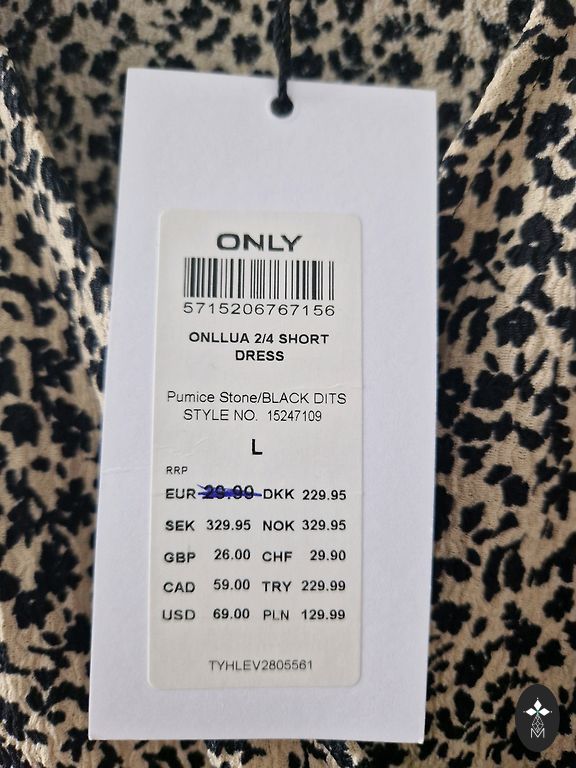 ONLY
5715206767156
ONLLUA 2/4 SHORT
DRESS
Pumice Stone/BLACK DITS
STYLE NO. 15247109
L
RRP
EUR 29.99 DKK 229.95
SEK 329.95 NOK 329.95
GBP 26.00 CHF 29.90
CAD 59.00 TRY 229.99
USD 69.00 PLN 129.99
TYHLEV2805561
M